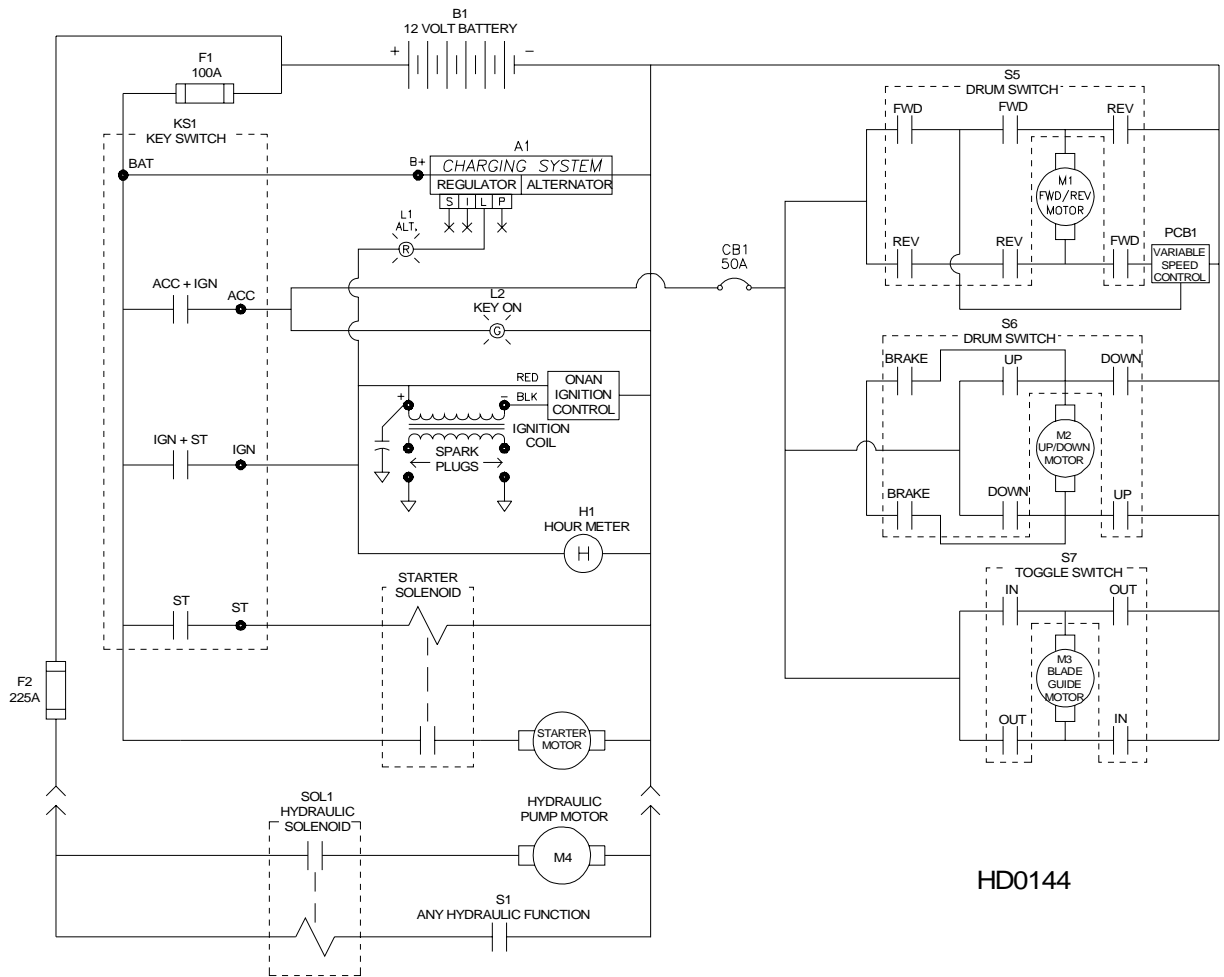 B1
12 VOLT BATTERY
+
−
F1
100A
KS1
KEY SWITCH
BAT
B+
A1
CHARGING SYSTEM
REGULATOR
ALTERNATOR
S I L P
L1
ALT.
R
ACC + IGN
ACC
L2
KEY ON
G
CB1
50A
RED
BLK
ONAN
IGNITION
CONTROL
+
−
IGNITION
COIL
IGN + ST
IGN
SPARK
PLUGS
H1
HOUR METER
H
STARTER
SOLENOID
ST
ST
F2
225A
STARTER
MOTOR
SOL1
HYDRAULIC
SOLENOID
HYDRAULIC
PUMP MOTOR
M4
S1
ANY HYDRAULIC FUNCTION
S5
DRUM SWITCH
FWD
FWD
REV
M1
FWD/REV
MOTOR
REV
REV
FWD
PCB1
VARIABLE
SPEED
CONTROL
S6
DRUM SWITCH
BRAKE
UP
DOWN
M2
UP/DOWN
MOTOR
BRAKE
DOWN
UP
S7
TOGGLE SWITCH
IN
OUT
M3
BLADE
GUIDE
MOTOR
OUT
IN
HD0144